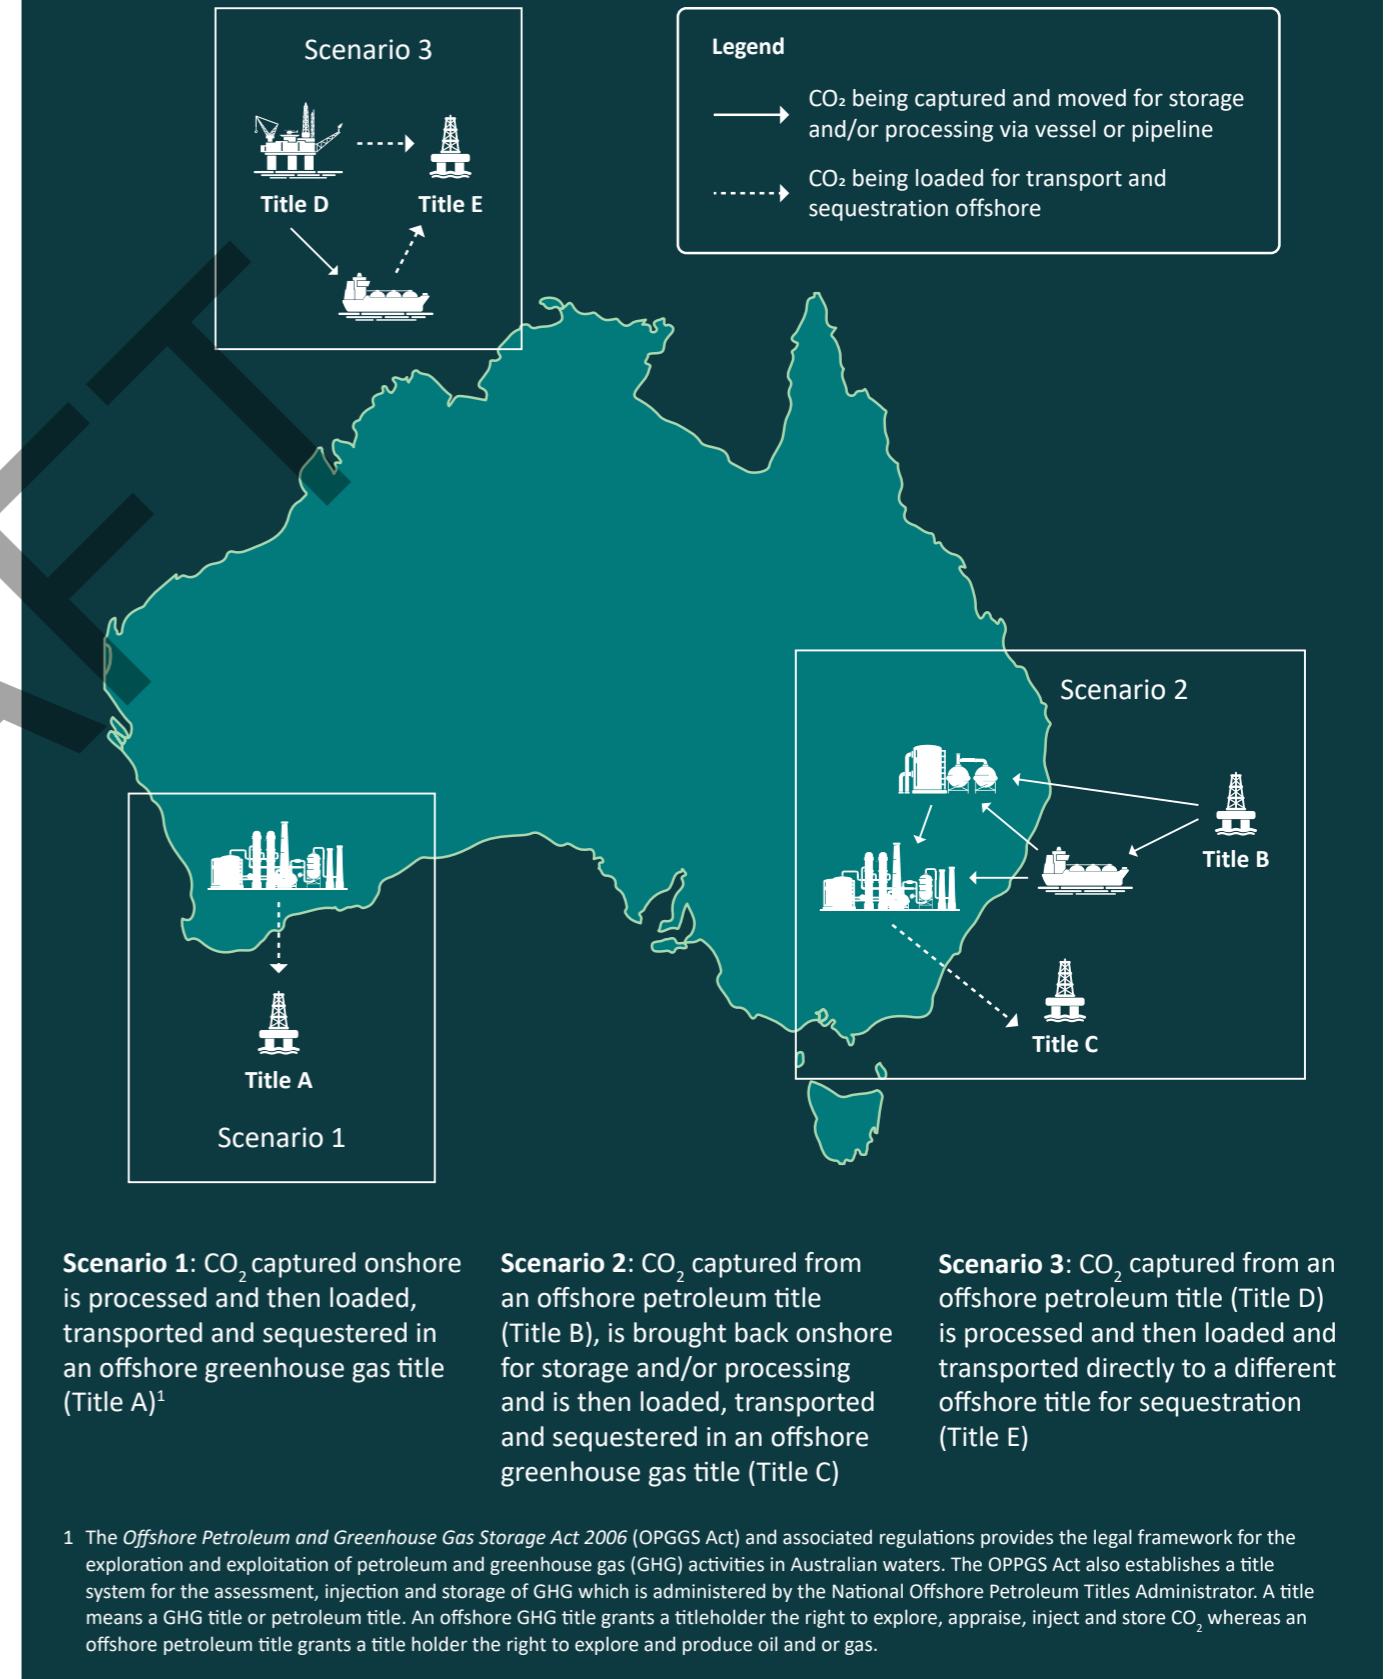 Scenario 3
Title D
Title E
Legend
CO₂ being captured and moved for storage
and/or processing via vessel or pipeline
CO₂ being loaded for transport and
sequestration offshore
Scenario 2
Title B
Title C
Title A
Scenario 1
Scenario 1: CO₂ captured onshore
is processed and then loaded,
transported and sequestered in
an offshore greenhouse gas title
(Title A)¹
Scenario 2: CO₂ captured from
an offshore petroleum title
(Title B), is brought back onshore
for storage and/or processing
and is then loaded, transported
and sequestered in an offshore
greenhouse gas title (Title C)
Scenario 3: CO₂ captured from an
offshore petroleum title (Title D)
is processed and then loaded and
transported directly to a different
offshore title for sequestration
(Title E)
1 The Offshore Petroleum and Greenhouse Gas Storage Act 2006 (OPGGS Act) and associated regulations provides the legal framework for the
exploration and exploitation of petroleum and greenhouse gas (GHG) activities in Australian waters. The OPPGS Act also establishes a title
system for the assessment, injection and storage of GHG which is administered by the National Offshore Petroleum Titles Administrator. A title
means a GHG title or petroleum title. An offshore GHG title grants a titleholder the right to explore, appraise, inject and store CO₂ whereas an
offshore petroleum title grants a title holder the right to explore and produce oil and or gas.